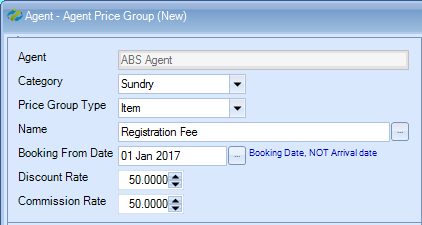 Agent - Agent Price Group (New)
Agent ABS Agent
Category Sundry
Price Group Type Item
Name Registration Fee ...
Booking From Date 01 Jan 2017 ... Booking Date, NOT Arrival date
Discount Rate 50.0000
Commission Rate 50.0000